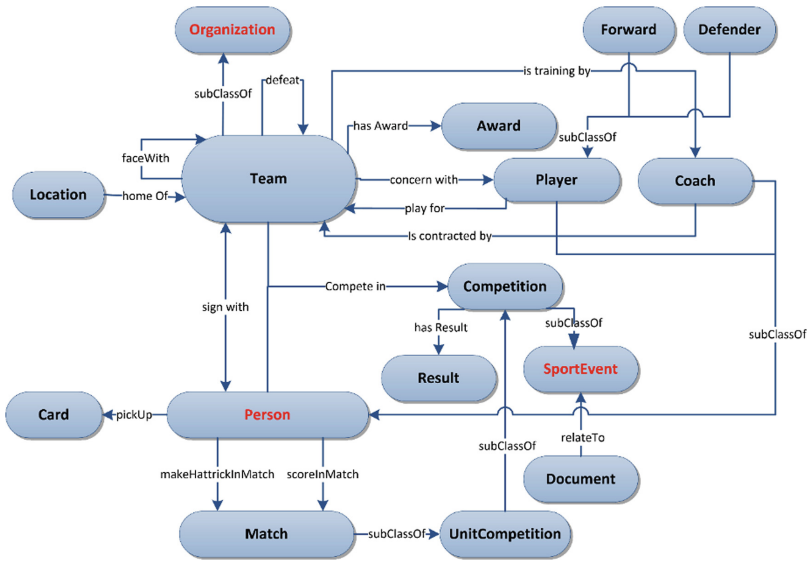 Organization
Forward
Defender
subClassOf
defeat
is training by
has Award
Award
subClassOf
faceWith
Team
Location
home Of
concern with
Player
Coach
play for
Is contracted by
sign with
Compete in
Competition
has Result
subClassOf
subClassOf
Result
SportEvent
Card
pickUp
Person
subClassOf
relateTo
makeHattrickInMatch
scoreInMatch
Document
Match
subClassOf
UnitCompetition